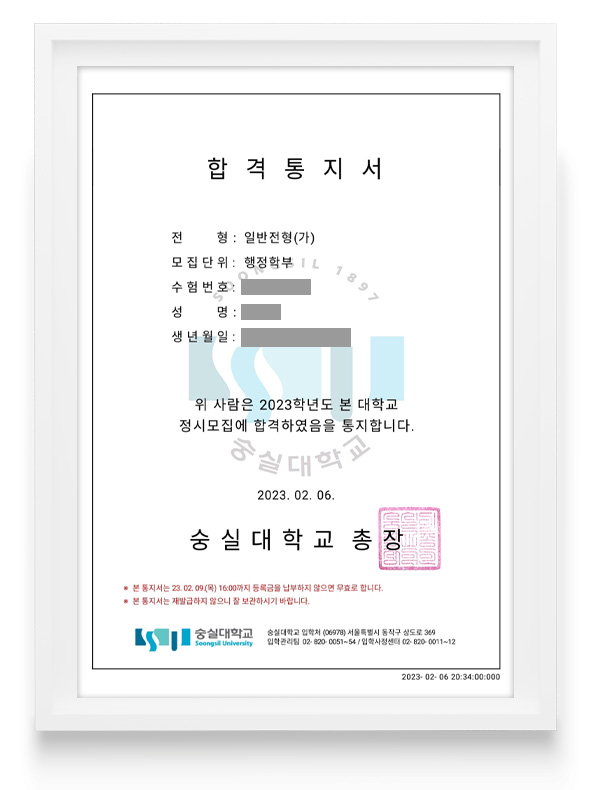 합격통지서
전 형 : 일반전형(가)
모집단위 : 행정학부
수험번호 :
성 명 :
생년월일 :
SOONGSIL 1897
위 사람은 2023학년도 본 대학교
정시모집에 합격하였음을 통지합니다.
숭실대학교
2023. 02. 06.
숭실대학교 총장
* 본 통지서는 23. 02. 09.(목) 16:00까지 등록금을 납부하지 않으면 무효로 합니다.
* 본 통지서는 재발급하지 않으니 잘 보관하시기 바랍니다.
숭실대학교
Soongsil University
숭실대학교 입학처 (06978) 서울특별시 동작구 상도로 369
입학관리팀 02- 820- 0051~54 / 입학사정센터 02- 820- 0011~12
2023- 02- 06 20:34:00:000